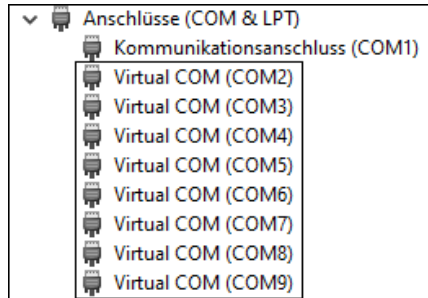 Anschlüsse (COM & LPT)
Kommunikationsanschluss (COM1)
Virtual COM (COM2)
Virtual COM (COM3)
Virtual COM (COM4)
Virtual COM (COM5)
Virtual COM (COM6)
Virtual COM (COM7)
Virtual COM (COM8)
Virtual COM (COM9)